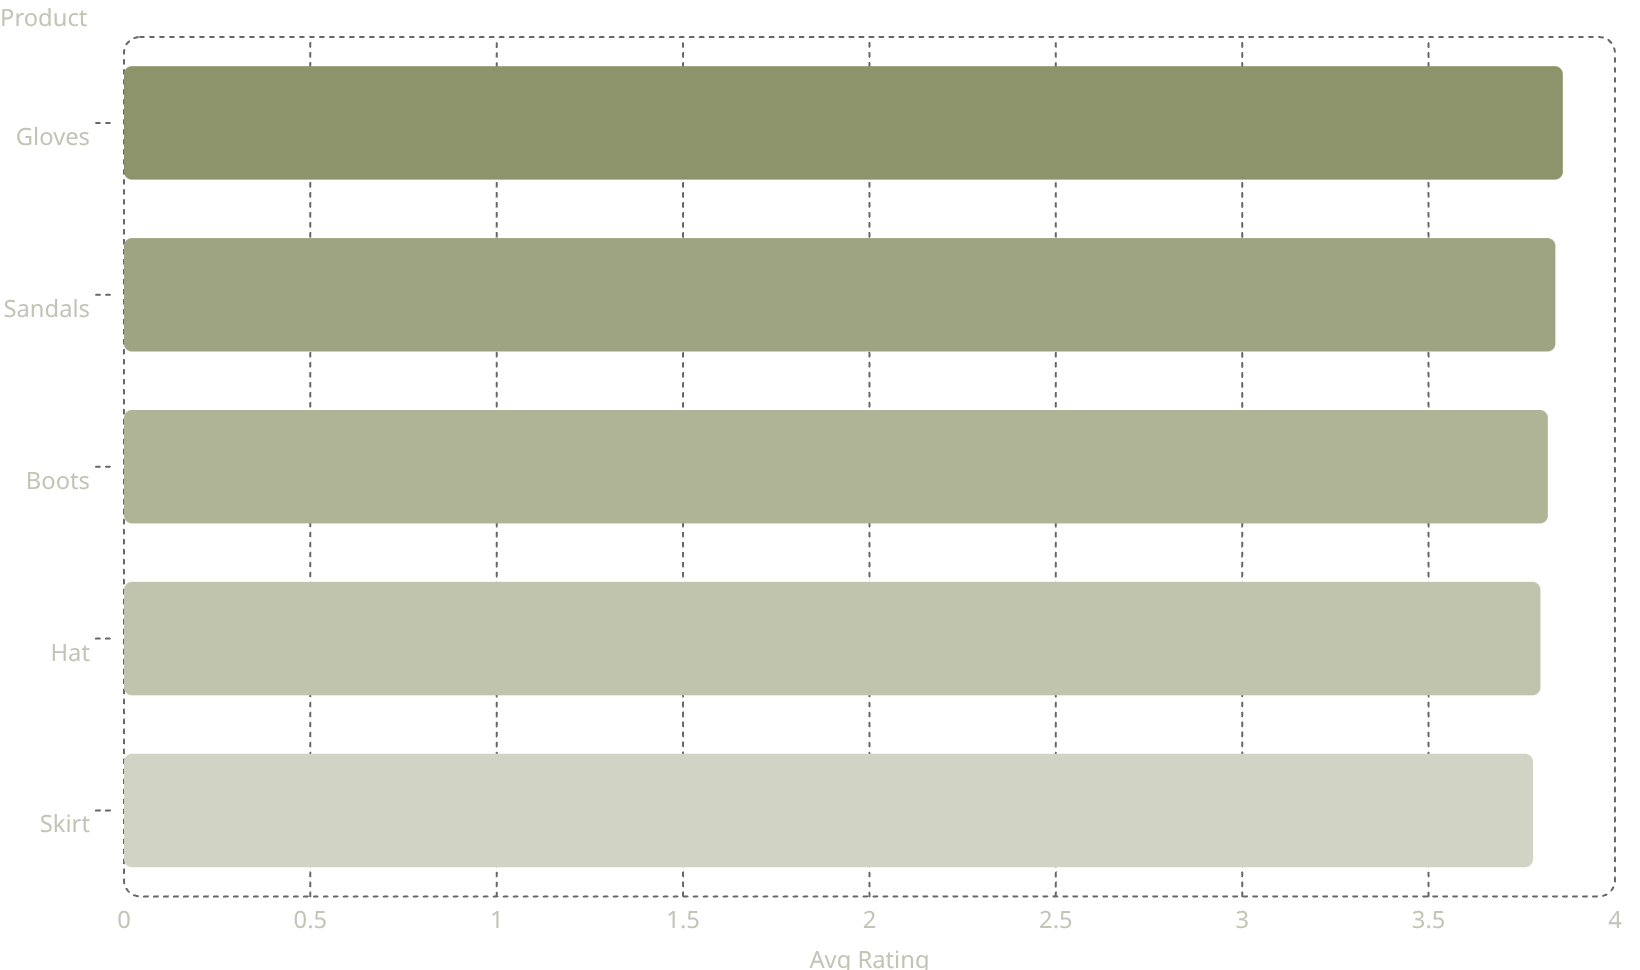 Product
Gloves
Sandals
Boots
Hat
Skirt
0 0.5 1 1.5 2 2.5 3 3.5 4
Avg Rating